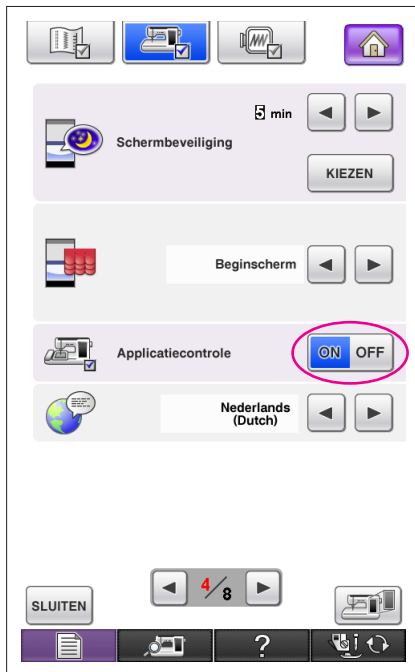 5 min
Schermbeveiliging
KIEZEN
Beginscherm
Applicatiecontrole
ON OFF
Nederlands
(Dutch)
4/8
SLUITEN
?